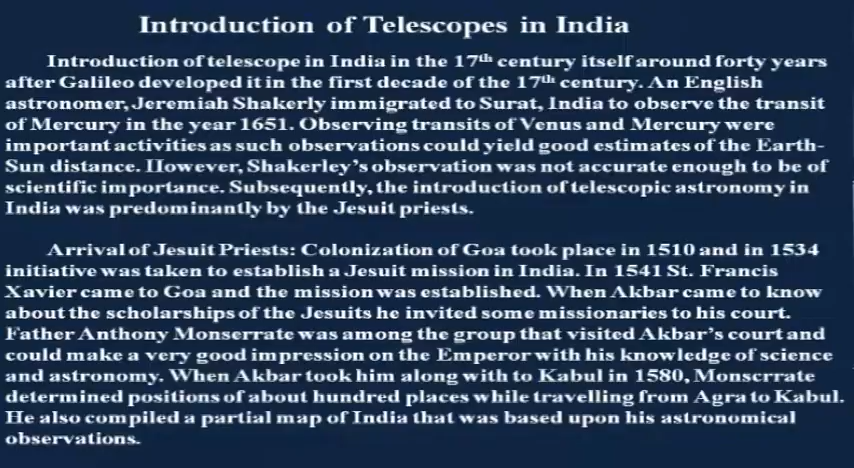 Introduction of Telescopes in India
Introduction of telescope in India in the 17th century itself around forty years
after Galileo developed it in the first decade of the 17th century. An English
astronomer, Jeremiah Shakerly immigrated to Surat, India to observe the transit
of Mercury in the year 1651. Observing transits of Venus and Mercury were
important activities as such observations could yield good estimates of the Earth-
Sun distance. However, Shakerley's observation was not accurate enough to be of
scientific importance. Subsequently, the introduction of telescopic astronomy in
India was predominantly by the Jesuit priests.
Arrival of Jesuit Priests: Colonization of Goa took place in 1510 and in 1534
initiative was taken to establish a Jesuit mission in India. In 1541 St. Francis
Xavier came to Goa and the mission was established. When Akbar came to know
about the scholarships of the Jesuits he invited some missionaries to his court.
Father Anthony Monserrate was among the group that visited Akbar's court and
could make a very good impression on the Emperor with his knowledge of science
and astronomy. When Akbar took him along with to Kabul in 1580, Monserrate
determined positions of about hundred places while travelling from Agra to Kabul.
He also compiled a partial map of India that was based upon his astronomical
observations.